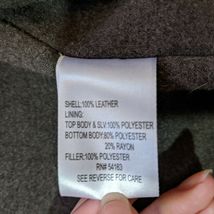 SHELL:100% LEATHER
LINING:
TOP BODY & SLV:100% POLYESTER
BOTTOM BODY:80% POLYESTER
20% RAYON
FILLER:100% POLYESTER
RN# 54163
SEE REVERSE FOR CARE